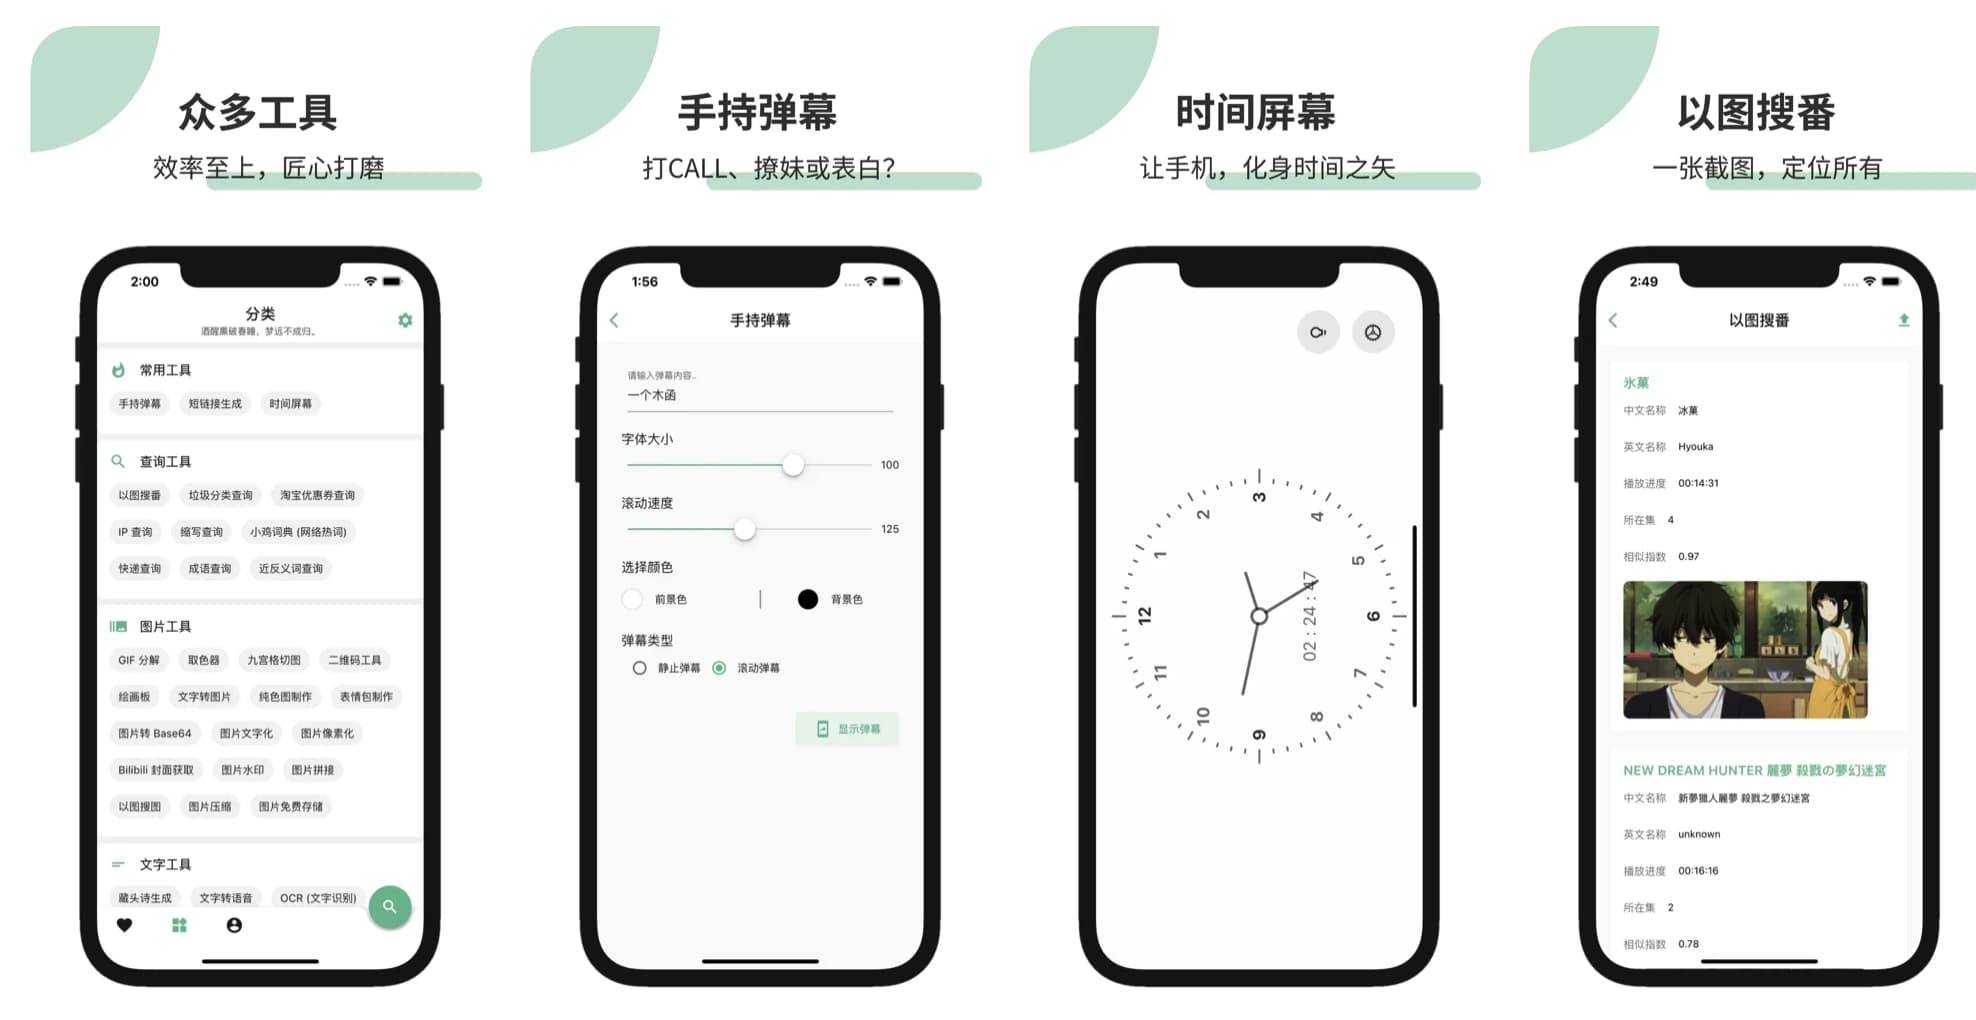 众多工具
效率至上，匠心打磨
2:00
分类
酒醒熏破春睡，梦远不成归。
常用工具
手持弹幕 短链接生成 时间屏幕
查询工具
以图搜番 垃圾分类查询 淘宝优惠券查询
IP 查询 缩写查询 小鸡词典 (网络热词)
快递查询 成语查询 近反义词查询
图片工具
GIF 分解 取色器 九宫格切图 二维码工具
绘画板 文字转图片 纯色图制作 表情包制作
图片转 Base64 图片文字化 图片像素化
Bilibili 封面获取 图片水印 图片拼接
以图搜图 图片压缩 图片免费存储
文字工具
藏头诗生成 文字转语音 OCR (文字识别)
手持弹幕
打CALL、撩妹或表白？
1:56
手持弹幕
请输入弹幕内容..
一个木函
字体大小
100
滚动速度
125
选择颜色
前景色 | 背景色
弹幕类型
静止弹幕 滚动弹幕
显示弹幕
时间屏幕
让手机，化身时间之矢
1 2 3 4 5 6 7 8 9 10 11 12
02 : 24 : 47
以图搜番
一张截图，定位所有
2:49
以图搜番
氷菓
中文名称 冰菓
英文名称 Hyouka
播放进度 00:14:31
所在集 4
相似指数 0.97
NEW DREAM HUNTER 麗夢 殺戮の夢幻迷宮
中文名称 新夢獵人麗夢 殺戮之夢幻迷宮
英文名称 unknown
播放进度 00:16:16
所在集 2
相似指数 0.78